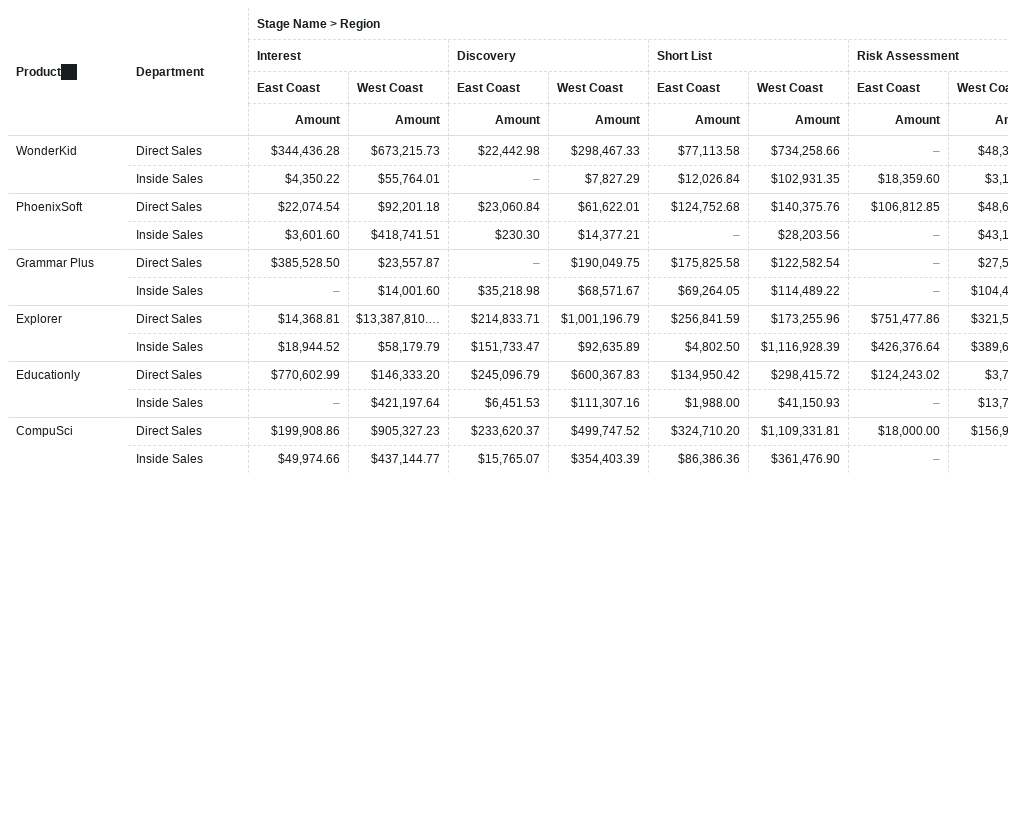 Stage Name > Region
Product Department
Interest Discovery Short List Risk Assessment
East Coast West Coast East Coast West Coast East Coast West Coast East Coast West Coa
Amount Amount Amount Amount Amount Amount Amount Ar
WonderKid Direct Sales $344,436.28 $673,215.73 $22,442.98 $298,467.33 $77,113.58 $734,258.66 – $48,3
Inside Sales $4,350.22 $55,764.01 – $7,827.29 $12,026.84 $102,931.35 $18,359.60 $3,1
PhoenixSoft Direct Sales $22,074.54 $92,201.18 $23,060.84 $61,622.01 $124,752.68 $140,375.76 $106,812.85 $48,6
Inside Sales $3,601.60 $418,741.51 $230.30 $14,377.21 – $28,203.56 – $43,1
Grammar Plus Direct Sales $385,528.50 $23,557.87 – $190,049.75 $175,825.58 $122,582.54 – $27,5
Inside Sales – $14,001.60 $35,218.98 $68,571.67 $69,264.05 $114,489.22 – $104,4
Explorer Direct Sales $14,368.81 $13,387,810.… $214,833.71 $1,001,196.79 $256,841.59 $173,255.96 $751,477.86 $321,5
Inside Sales $18,944.52 $58,179.79 $151,733.47 $92,635.89 $4,802.50 $1,116,928.39 $426,376.64 $389,6
Educationly Direct Sales $770,602.99 $146,333.20 $245,096.79 $600,367.83 $134,950.42 $298,415.72 $124,243.02 $3,7
Inside Sales – $421,197.64 $6,451.53 $111,307.16 $1,988.00 $41,150.93 – $13,7
CompuSci Direct Sales $199,908.86 $905,327.23 $233,620.37 $499,747.52 $324,710.20 $1,109,331.81 $18,000.00 $156,9
Inside Sales $49,974.66 $437,144.77 $15,765.07 $354,403.39 $86,386.36 $361,476.90 –